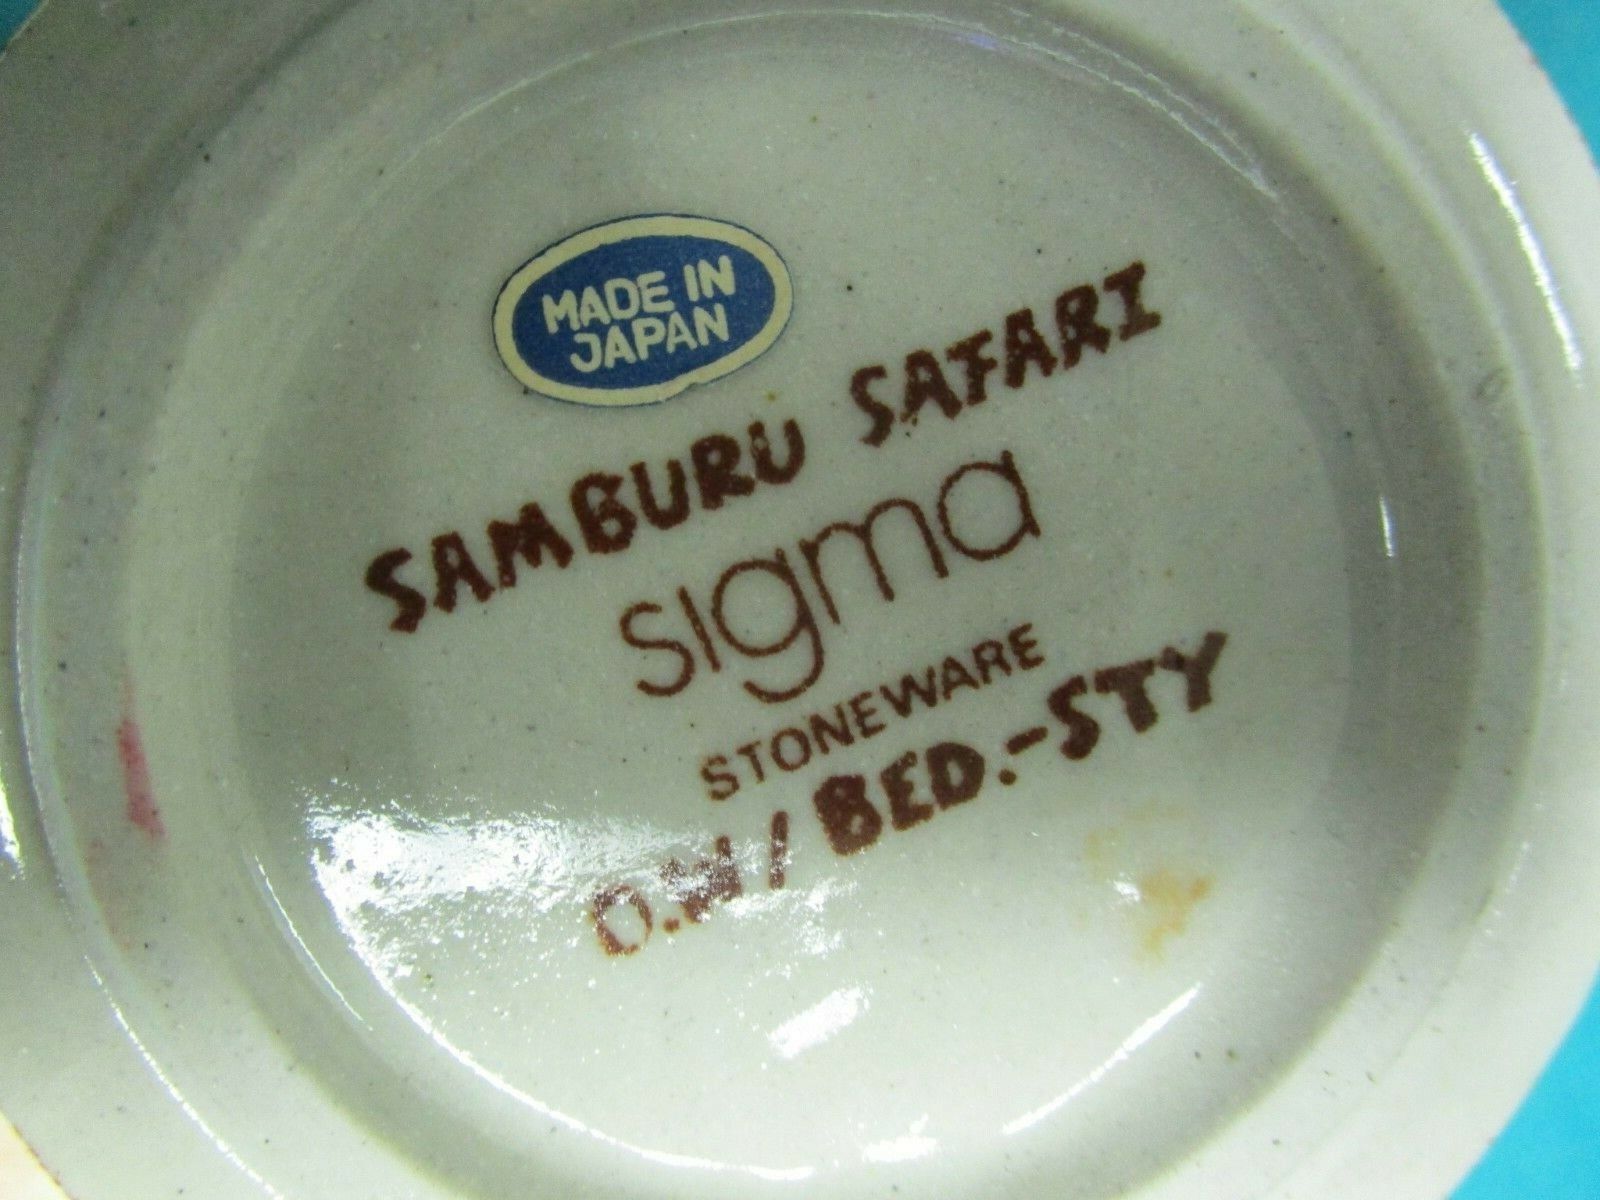 MADE IN
JAPAN
SAMBURU SAFARI
sigma
STONEWARE
O.W/BED.-STY